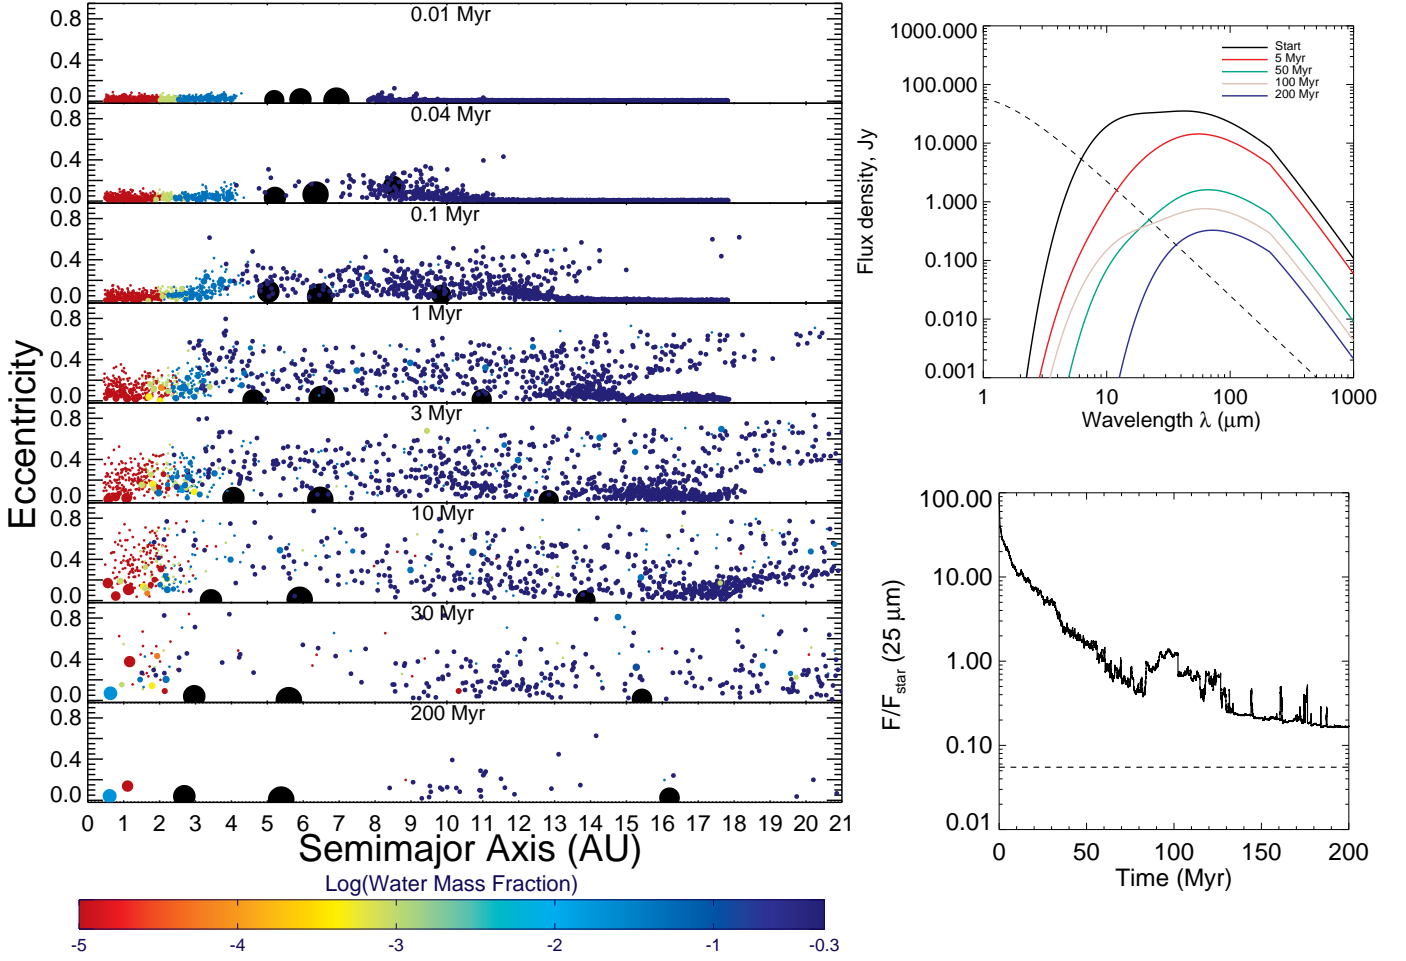 0.01 Myr
0.8
0.4
0.0
0.04 Myr
0.8
0.4
0.0
0.1 Myr
0.8
0.4
0.0
1 Myr
0.8
0.4
0.0
3 Myr
0.8
0.4
0.0
10 Myr
0.8
0.4
0.0
30 Myr
0.8
0.4
0.0
200 Myr
0.8
0.4
0.0
Eccentricity
0 1 2 3 4 5 6 7 8 9 10 11 12 13 14 15 16 17 18 19 20 21
Semimajor Axis (AU)
Log(Water Mass Fraction)
-5 -4 -3 -2 -1 -0.3
1000.000
100.000
10.000
1.000
0.100
0.010
0.001
Flux density, Jy
Start
5 Myr
50 Myr
100 Myr
200 Myr
1 10 100 1000
Wavelength λ (μm)
100.00
10.00
1.00
0.10
0.01
F/Fstar (25 μm)
0 50 100 150 200
Time (Myr)